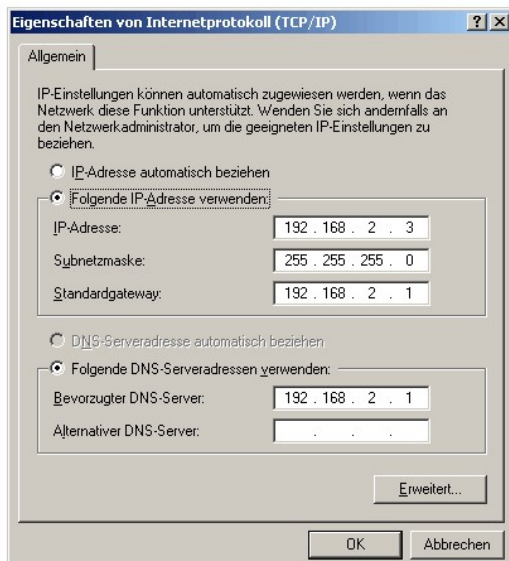 Eigenschaften von Internetprotokoll (TCP/IP)
Allgemein
IP-Einstellungen können automatisch zugewiesen werden, wenn das
Netzwerk diese Funktion unterstützt. Wenden Sie sich andernfalls an
den Netzwerkadministrator, um die geeigneten IP-Einstellungen zu
beziehen.
IP-Adresse automatisch beziehen
Folgende IP-Adresse verwenden:
IP-Adresse: 192 . 168 . 2 . 3
Subnetzmaske: 255 . 255 . 255 . 0
Standardgateway: 192 . 168 . 2 . 1
DNS-Serveradresse automatisch beziehen
Folgende DNS-Serveradressen verwenden:
Bevorzugter DNS-Server: 192 . 168 . 2 . 1
Alternativer DNS-Server: . . .
Erweitert...
OK Abbrechen